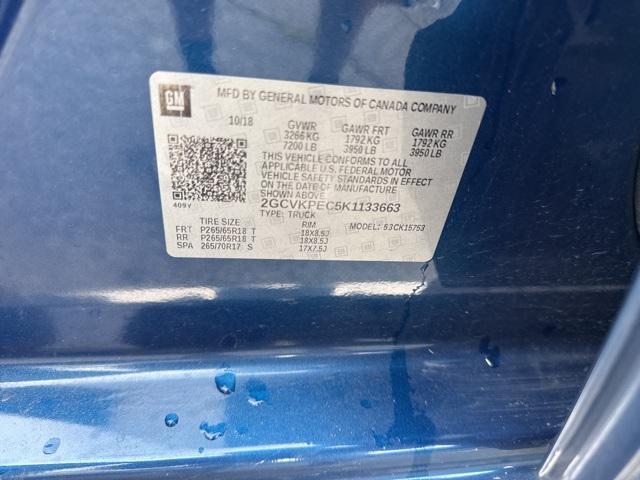 GM
MFD BY GENERAL MOTORS OF CANADA COMPANY
10/18
GVWR GAWR FRT GAWR RR
3266 KG 1792 KG 1792 KG
7200 LB 3950 LB 3950 LB
THIS VEHICLE CONFORMS TO ALL
APPLICABLE U.S. FEDERAL MOTOR
VEHICLE SAFETY STANDARDS IN EFFECT
ON THE DATE OF MANUFACTURE
SHOWN ABOVE.
2GCVKPEC5K1133663
TYPE: TRUCK MODEL: 53CK15753
409Y
TIRE SIZE RIM
FRT P265/65R18 T 18X8.5J
RR P265/65R18 T 18X8.5J
SPA 265/70R17 S 17X7.5J